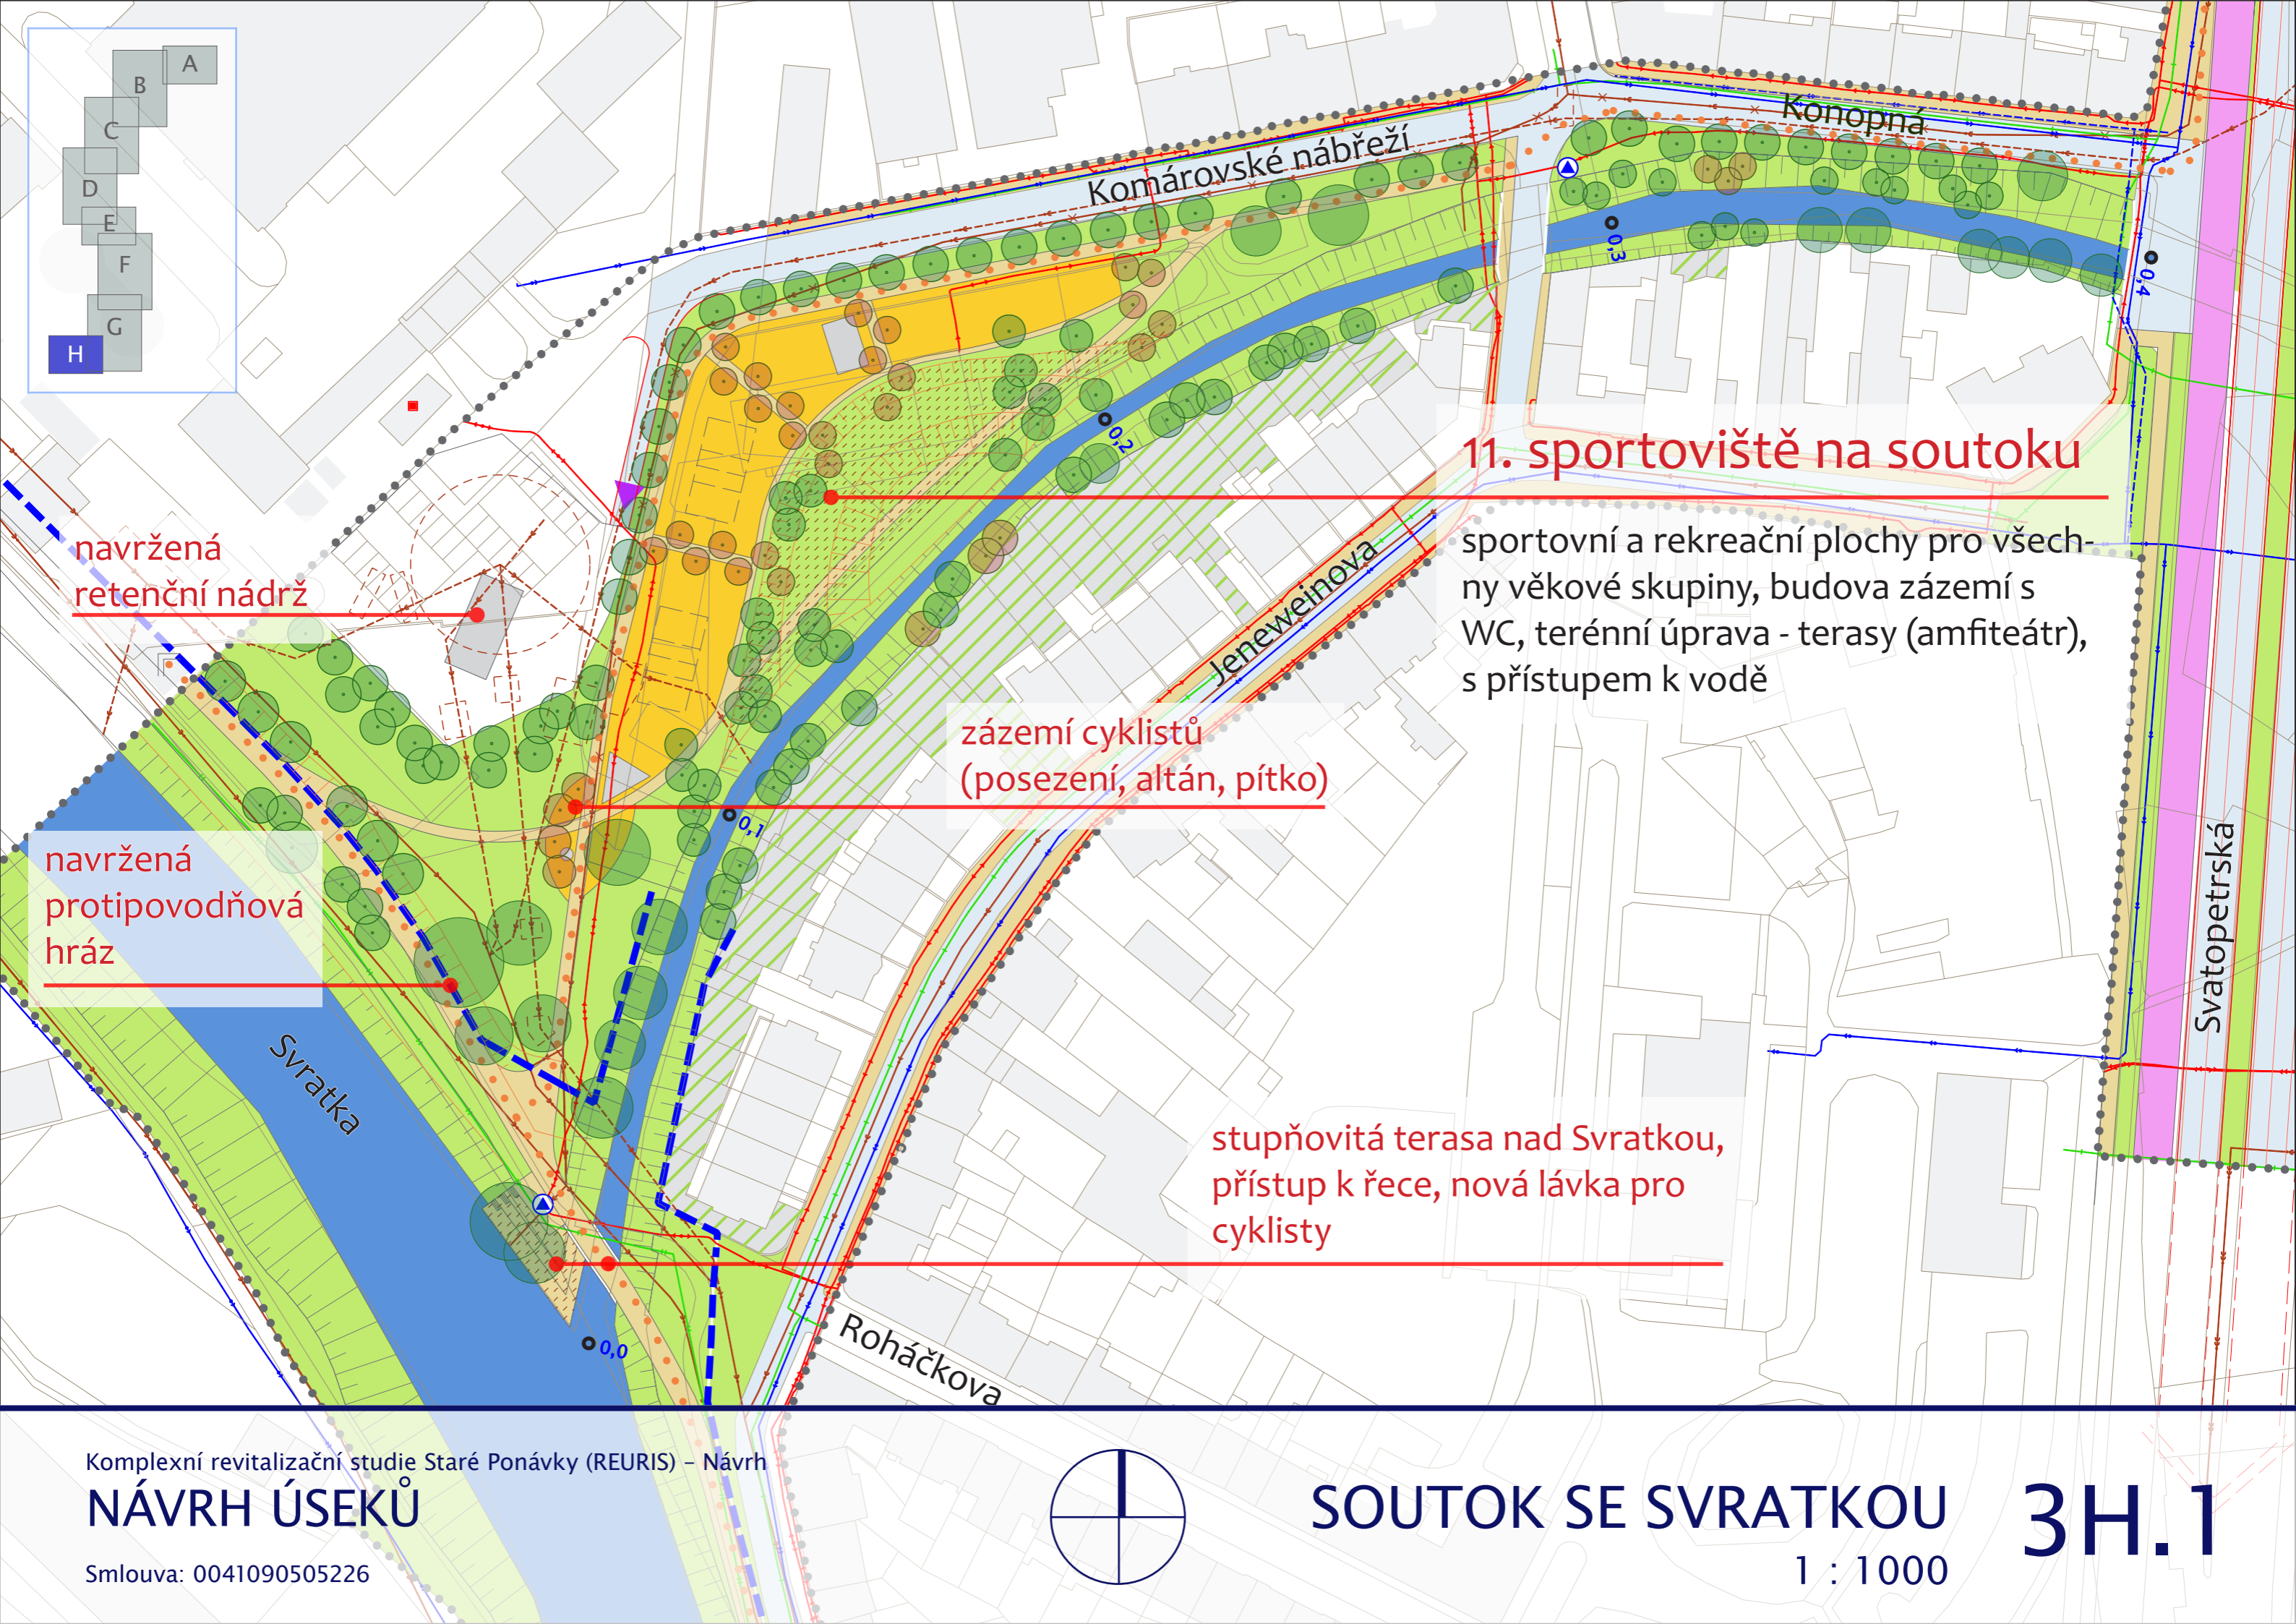 A
B
C
D
E
F
G
H
Komárovské nábřeží
Konopná
0,3
0,4
0,2
11. sportoviště na soutoku
sportovní a rekreační plochy pro všech-
ny věkové skupiny, budova zázemí s
WC, terénní úprava - terasy (amfiteátr),
s přístupem k vodě
navržená
retenční nádrž
Jeneweinova
zázemí cyklistů
(posezení, altán, pítko)
0,1
navržená
protipovodňová
hráz
Svatopetrská
Svratka
stupňovitá terasa nad Svratkou,
přístup k řece, nová lávka pro
cyklisty
0,0
Roháčkova
Komplexní revitalizační studie Staré Ponávky (REURIS) – Návrh
NÁVRH ÚSEKŮ
Smlouva: 0041090505226
SOUTOK SE SVRATKOU
1 : 1000
3H.1